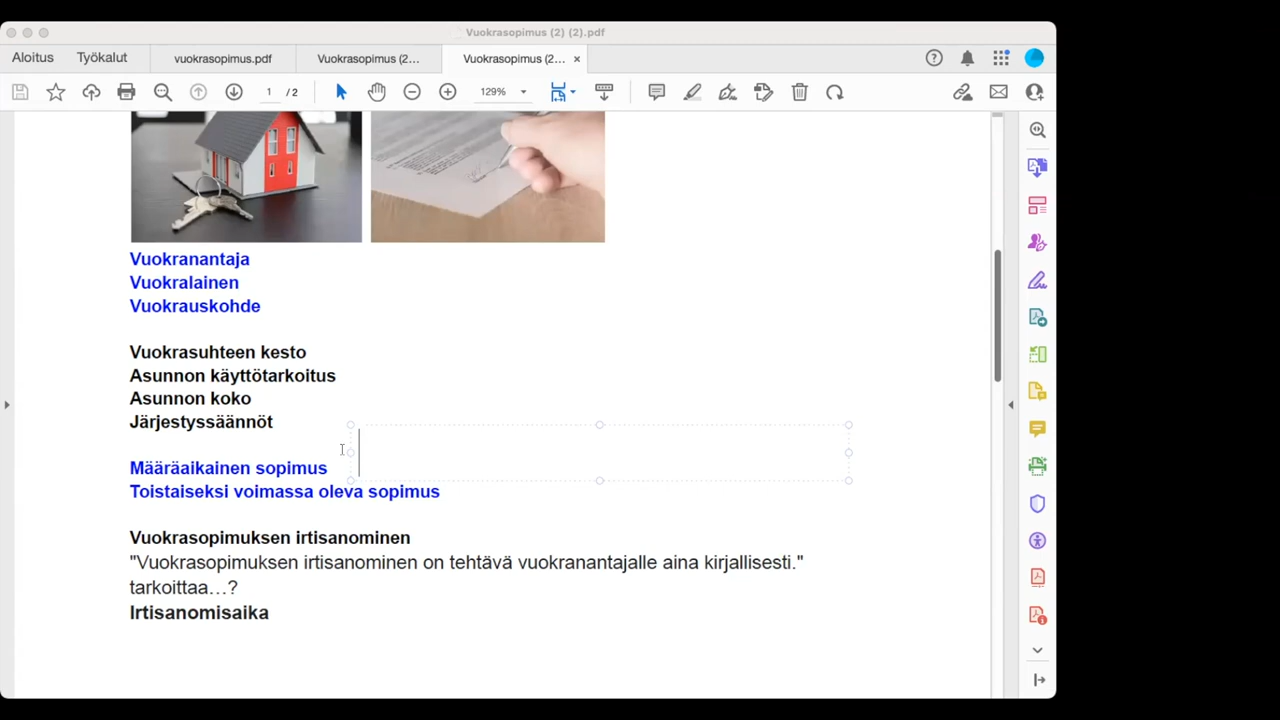 Vuokrasopimus (2) (2).pdf
Aloitus
Työkalut
vuokrasopimus.pdf
Vuokrasopimus (2...
Vuokrasopimus (2... ×
1 / 2
129%
Vuokranantaja
Vuokralainen
Vuokrauskohde
Vuokrasuhteen kesto
Asunnon käyttötarkoitus
Asunnon koko
Järjestyssäännöt
Määräaikainen sopimus
Toistaiseksi voimassa oleva sopimus
Vuokrasopimuksen irtisanominen
"Vuokrasopimuksen irtisanominen on tehtävä vuokranantajalle aina kirjallisesti."
tarkoittaa…?
Irtisanomisaika